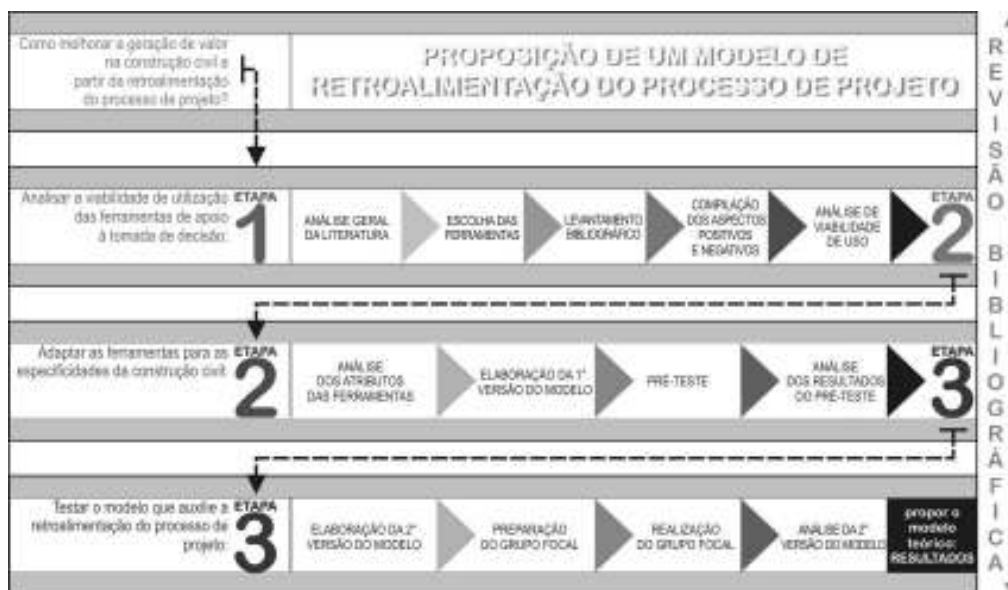 Como melhorar a geração de valor
na construção civil a
partir da retroalimentação
do processo de projeto?
PROPOSIÇÃO DE UM MODELO DE
RETROALIMENTAÇÃO DO PROCESSO DE PROJETO
Analisar a viabilidade de utilização
das ferramentas de apoio
à tomada de decisão:
ETAPA
1
ANÁLISE GERAL
DA LITERATURA
ESCOLHA DAS
FERRAMENTAS
LEVANTAMENTO
BIBLIOGRÁFICO
COMPILAÇÃO
DOS ASPECTOS
POSITIVOS
E NEGATIVOS
ANÁLISE DE
VIABILIDADE
DE USO
ETAPA
2
Adaptar as ferramentas para as
especificidades da construção civil:
ETAPA
2
ANÁLISE
DOS ATRIBUTOS
DAS FERRAMENTAS
ELABORAÇÃO DA 1ª
VERSÃO DO MODELO
PRÉ-TESTE
ANÁLISE
DOS RESULTADOS
DO PRÉ-TESTE
ETAPA
3
Testar o modelo que auxilie a
retroalimentação do processo de
projeto:
ETAPA
3
ELABORAÇÃO DA 2ª
VERSÃO DO MODELO
PREPARAÇÃO
DO GRUPO FOCAL
REALIZAÇÃO
DO GRUPO FOCAL
ANÁLISE DA 2ª
VERSÃO DO MODELO
propor o
modelo
teórico:
RESULTADOS
REVISÃO BIBLIOGRÁFICA